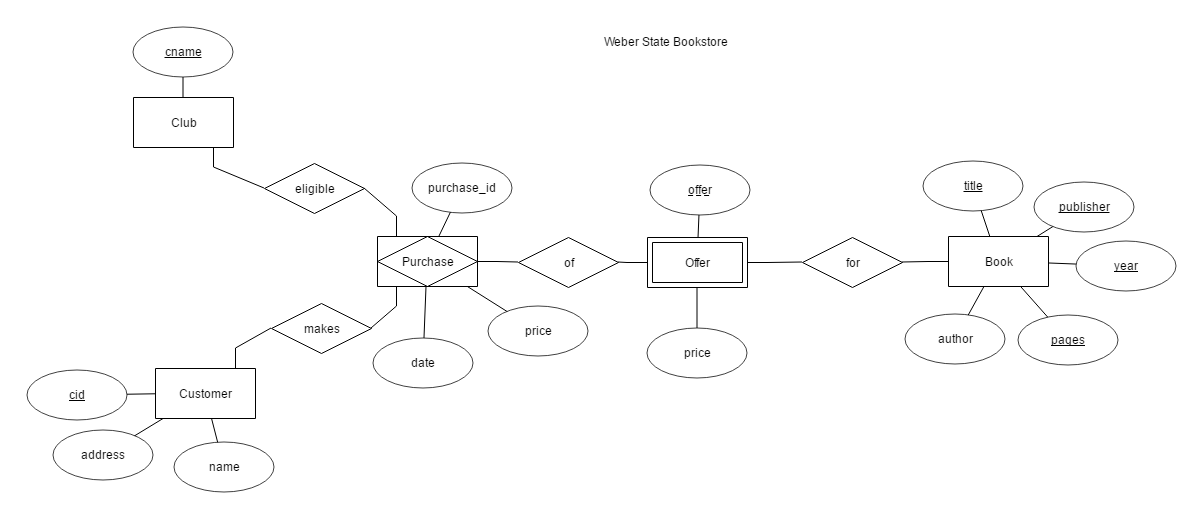 Weber State Bookstore
cname
Club
eligible
purchase_id
offer
title
publisher
Purchase
of
Offer
for
Book
year
makes
date
price
price
author
pages
cid
Customer
address
name